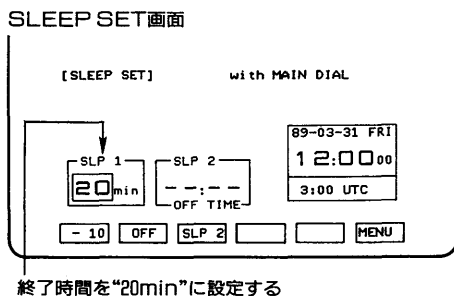 SLEEP SET画面
[SLEEP SET] with MAIN DIAL
89-03-31 FRI
SLP 1 SLP 2
12:00 00
20 min --:--
3:00 UTC
OFF TIME
- 10 OFF SLP 2 MENU
終了時間を“20min”に設定する